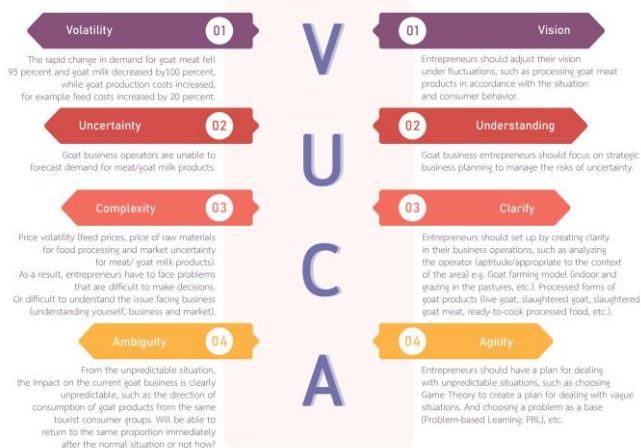 Volatility 01
The rapid change in demand for goat meat fell
95 percent and goat milk decreased by100 percent,
while goat production costs increased,
for example feed costs increased by 20 percent.
V
01 Vision
Entrepreneurs should adjust their vision
under fluctuations, such as processing goat meat
products in accordance with the situation
and consumer behavior.
Uncertainty 02
Goat business operators are unable to
forecast demand for meat/goat milk products.
U
02 Understanding
Goat business entrepreneurs should focus on strategic
business planning to manage the risks of uncertainty.
Complexity 03
Price volatility (feed prices, price of raw materials
for food processing and market uncertainty
for meat/ goat milk products).
As a result, entrepreneurs have to face problems
that are difficult to make decisions.
Or difficult to understand the issue facing business
(understanding yourself, business and market).
C
03 Clarify
Entrepreneurs should set up by creating clarity
in their business operations, such as analyzing
the operator (aptitude/appropriate to the context
of the area) e.g. Goat farming model (indoor and
grazing in the pastures, etc.). Processed forms of
goat products (live goat, slaughtered goat, slaughtered
goat meat, ready-to-cook processed food, etc.).
Ambiguity 04
From the unpredictable situation,
the impact on the current goat business is clearly
unpredictable, such as the direction of
consumption of goat products from the same
tourist consumer groups. Will be able to
return to the same proportion immediately
after the normal situation or not how?
A
04 Agility
Entrepreneurs should have a plan for dealing
with unpredictable situations, such as choosing
Game Theory to create a plan for dealing with vague
situations. And choosing a problem as a base
(Problem-based Learning: PBL), etc.